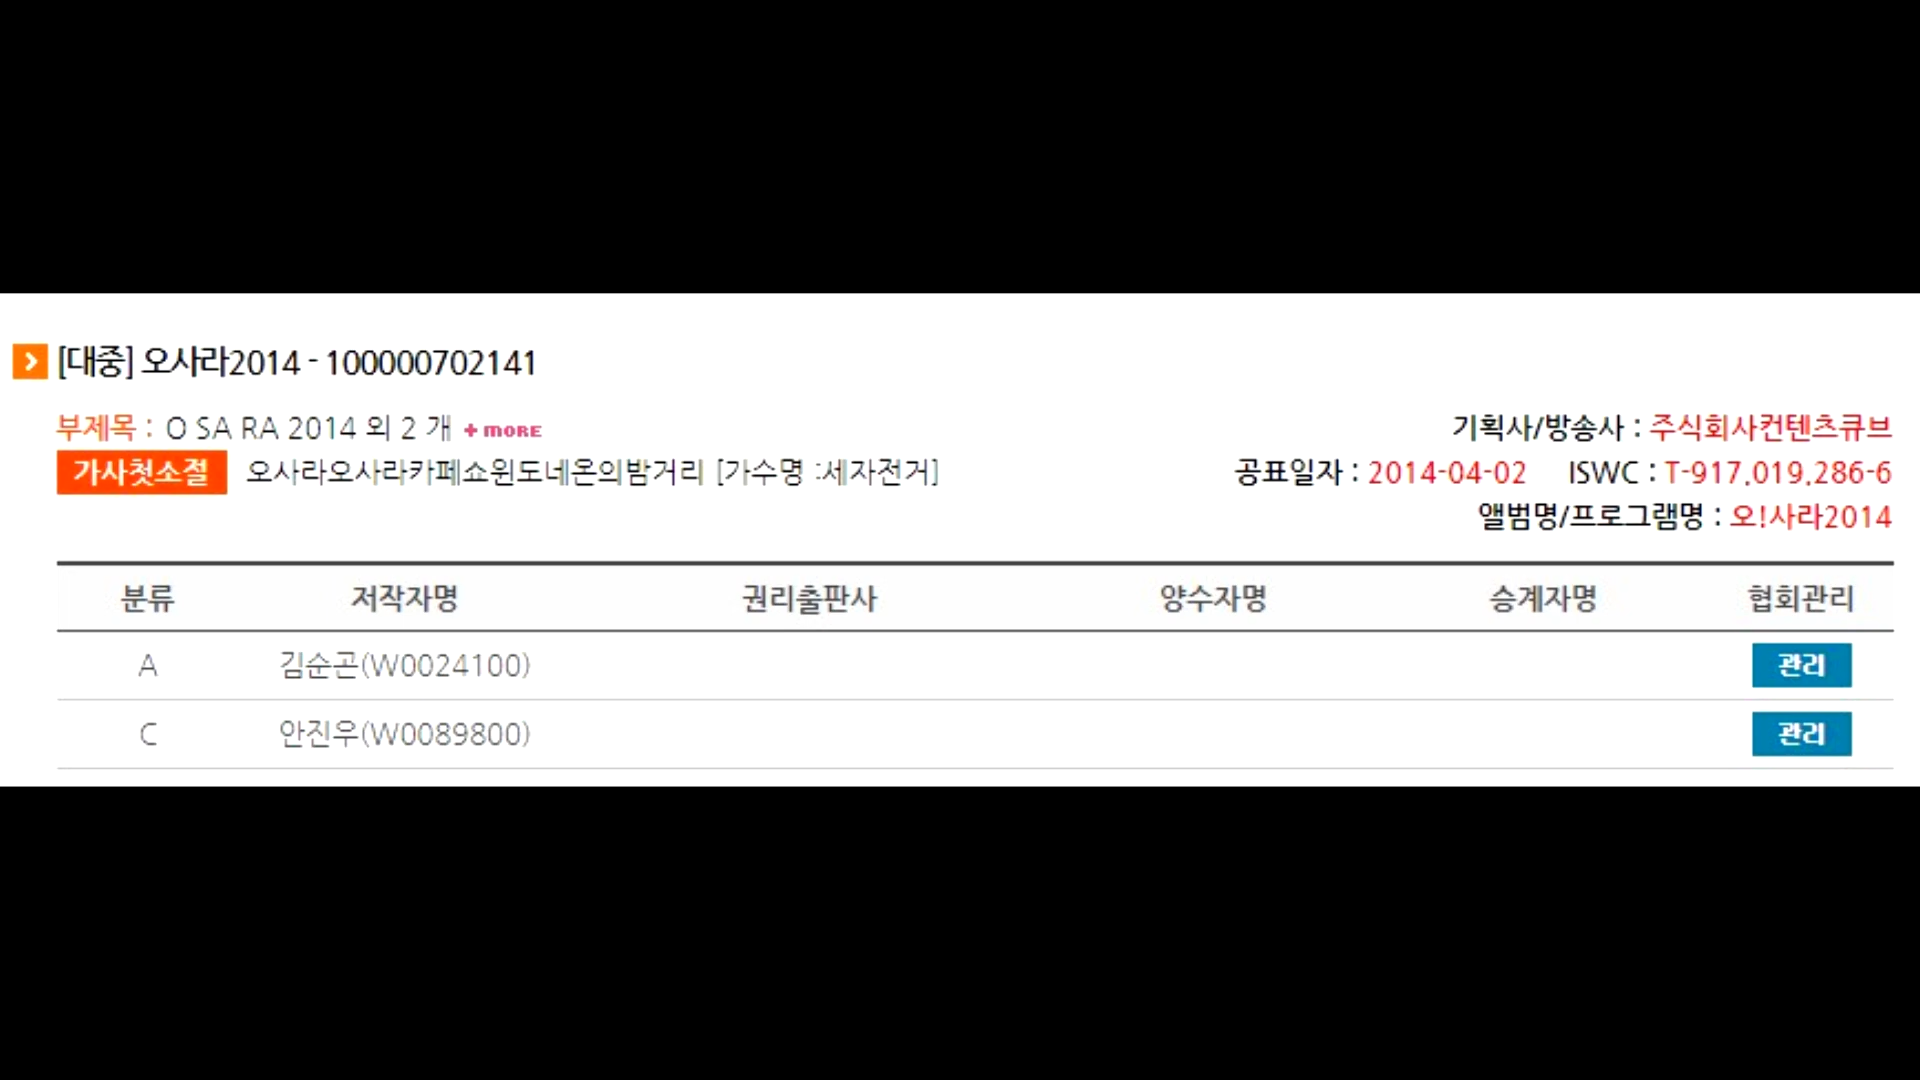 [대중] 오사라2014 - 100000702141
부제목 : O SA RA 2014 외 2 개 + MORE
기획사/방송사 : 주식회사컨텐츠큐브
가사첫소절 오사라오사라카페쇼윈도네온의밤거리 [가수명 :세자전거]
공표일자 : 2014-04-02 ISWC : T-917.019.286-6
앨범명/프로그램명 : 오!사라2014
분류 저작자명 권리출판사 양수자명 승계자명 협회관리
A 김순곤(W0024100) 관리
C 안진우(W0089800) 관리